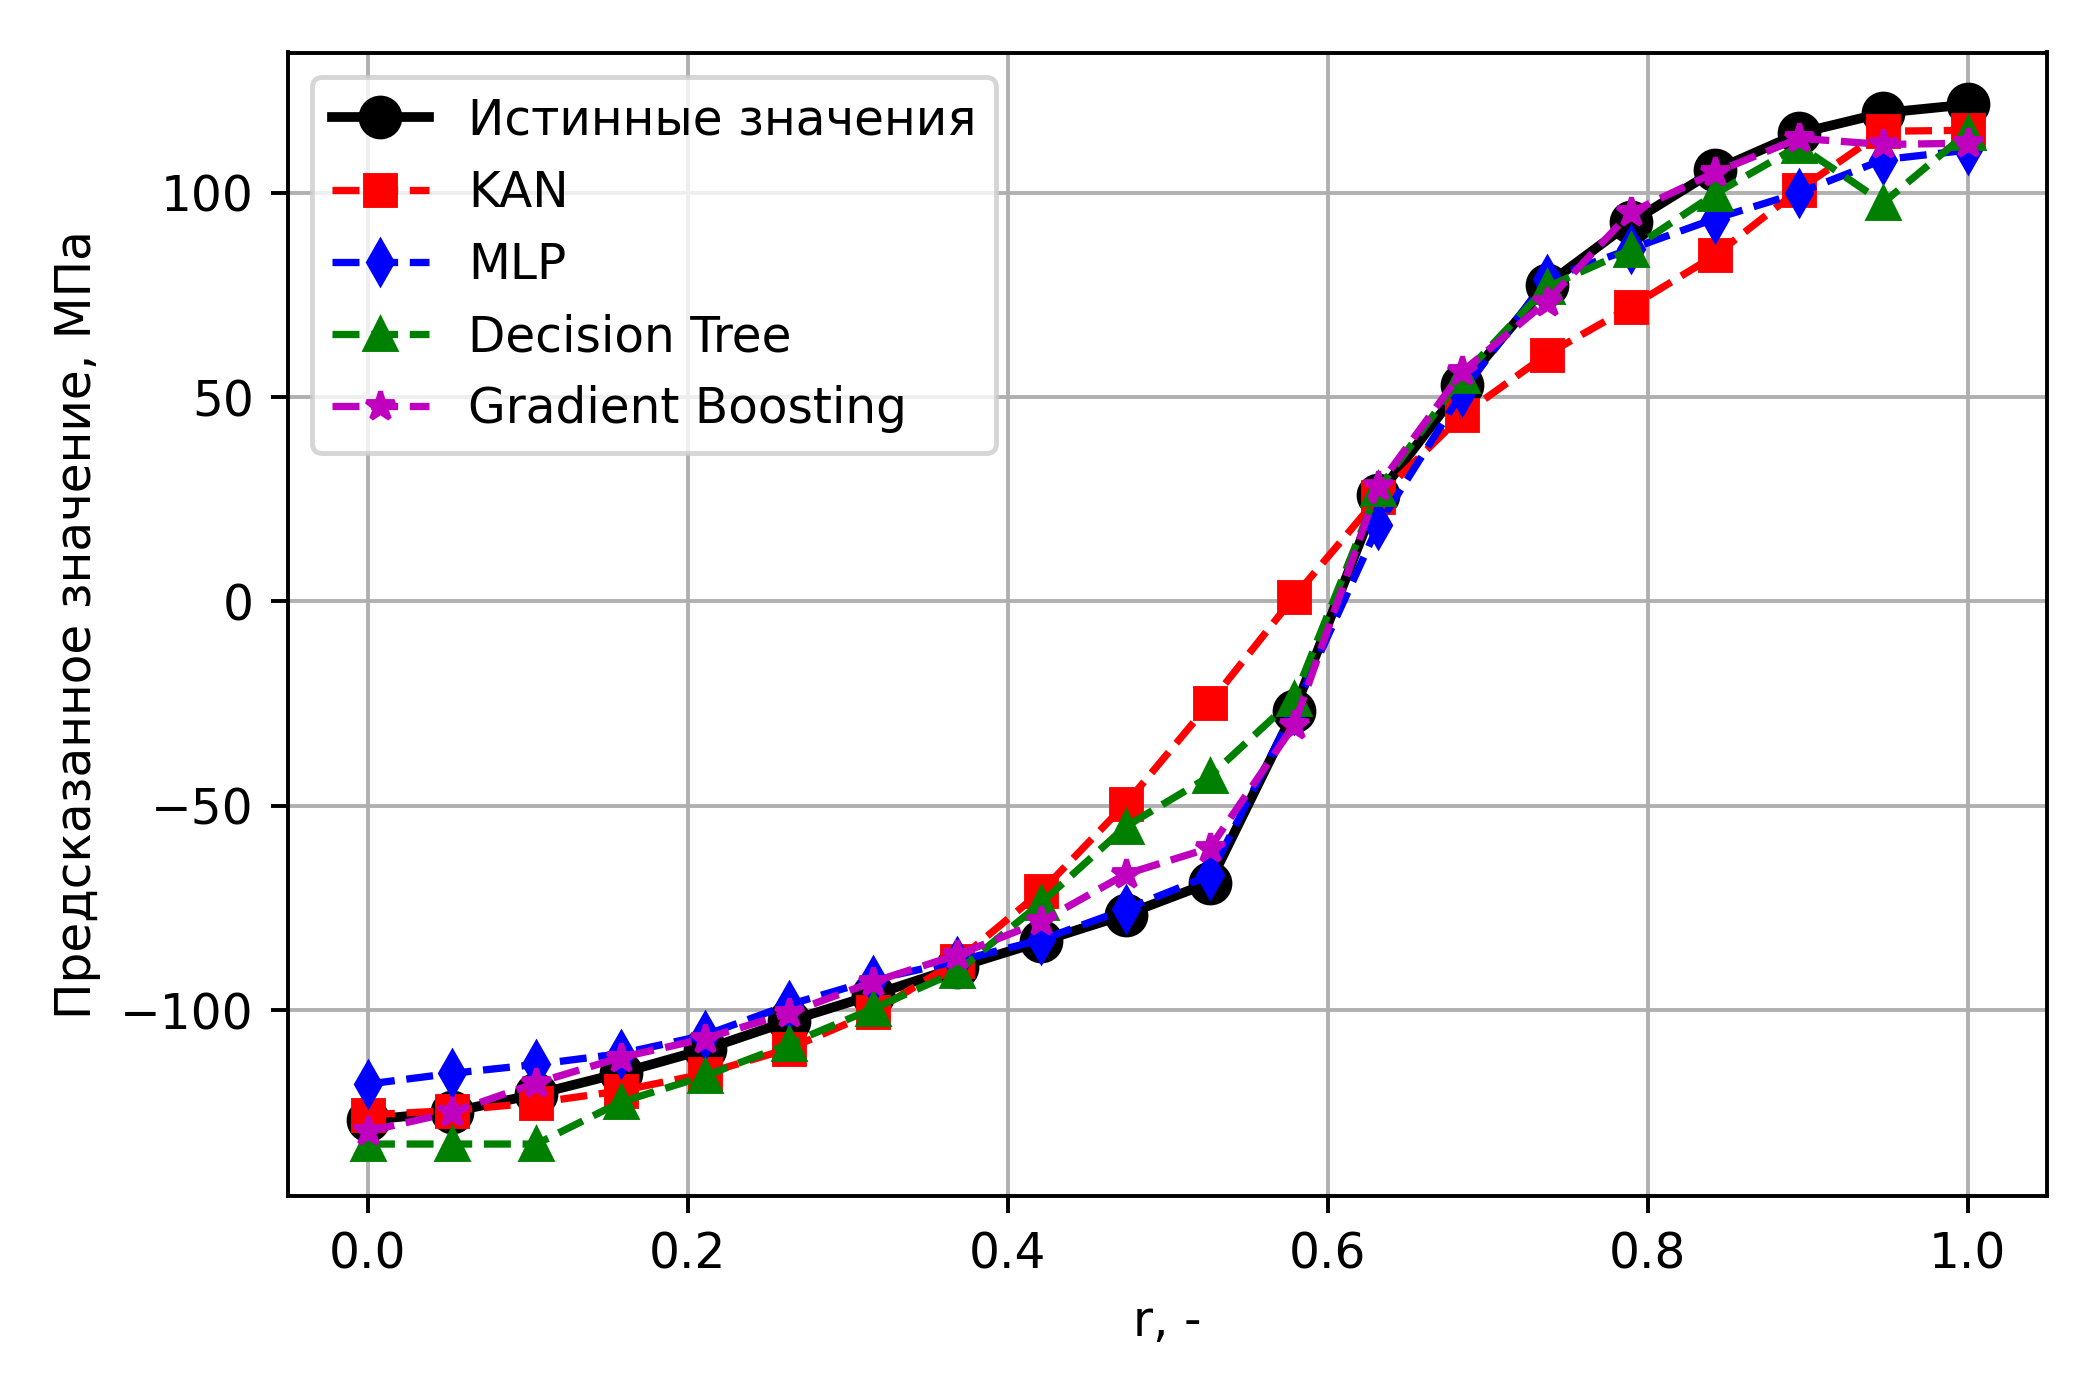 Истинные значения
KAN
MLP
Decision Tree
Gradient Boosting
Предсказанное значение, МПа
100
50
0
−50
−100
0.0 0.2 0.4 0.6 0.8 1.0
r, -